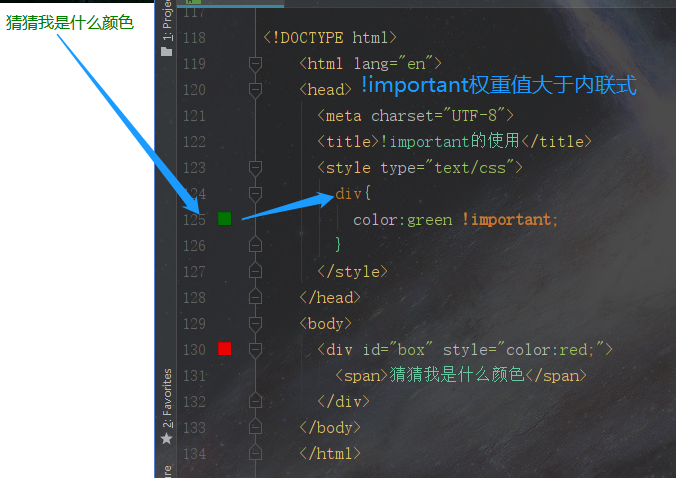 猜猜我是什么颜色
1: Projec
117
118 <!DOCTYPE html>
119 <html lang="en">
120 <head> !important权重值大于内联式
121 <meta charset="UTF-8">
122 <title>!important的使用</title>
123 <style type="text/css">
124 div{
125 color:green !important;
126 }
127 </style>
128 </head>
129 <body>
130 <div id="box" style="color:red;">
131 <span>猜猜我是什么颜色</span>
132 </div>
133 </body>
134 </html>
2: Favorites